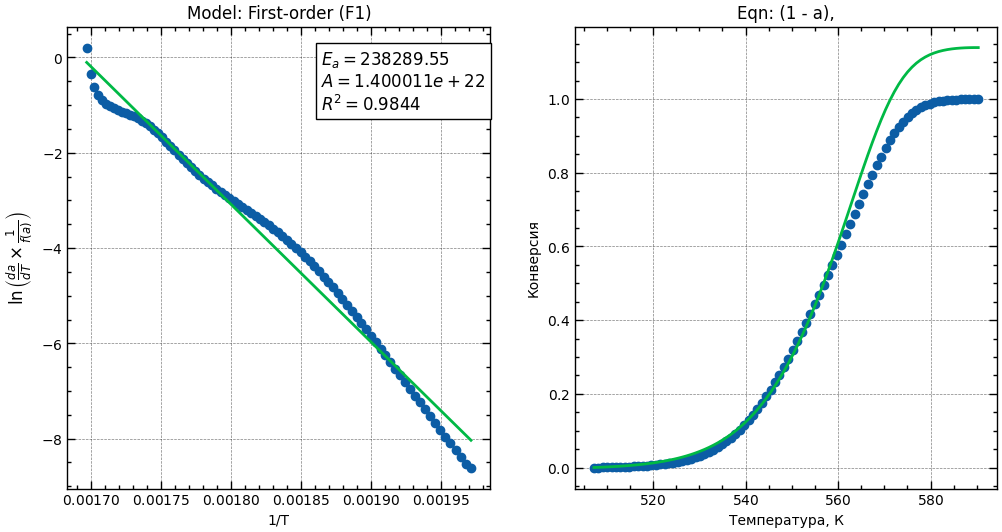 Model: First-order (F1)
ln(da/dT × 1/f(a))
0
−2
−4
−6
−8
E_a = 238289.55
A = 1.400011e + 22
R² = 0.9844
0.00170 0.00175 0.00180 0.00185 0.00190 0.00195
1/T
Eqn: (1 - a),
Конверсия
1.0
0.8
0.6
0.4
0.2
0.0
520 540 560 580
Температура, К